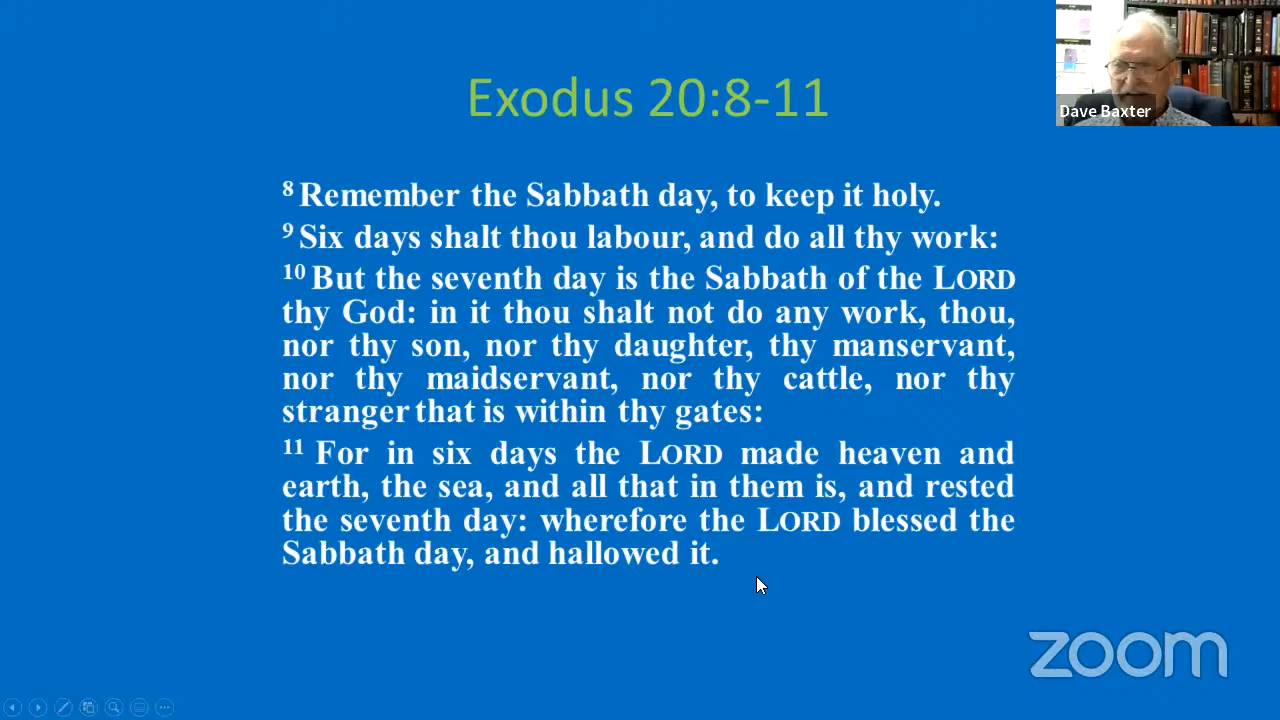 Exodus 20:8-11
Dave Baxter
8 Remember the Sabbath day, to keep it holy.
9 Six days shalt thou labour, and do all thy work:
10 But the seventh day is the Sabbath of the LORD
thy God: in it thou shalt not do any work, thou,
nor thy son, nor thy daughter, thy manservant,
nor thy maidservant, nor thy cattle, nor thy
stranger that is within thy gates:
11 For in six days the LORD made heaven and
earth, the sea, and all that in them is, and rested
the seventh day: wherefore the LORD blessed the
Sabbath day, and hallowed it.
zoom